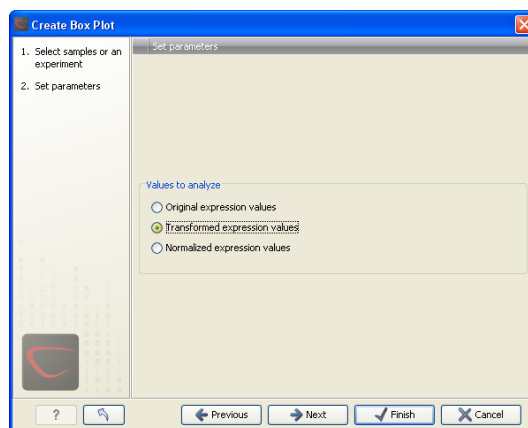 Create Box Plot
1. Select samples or an
experiment
2. Set parameters
Set parameters
Values to analyze
Original expression values
Transformed expression values
Normalized expression values
?
Previous
Next
Finish
Cancel